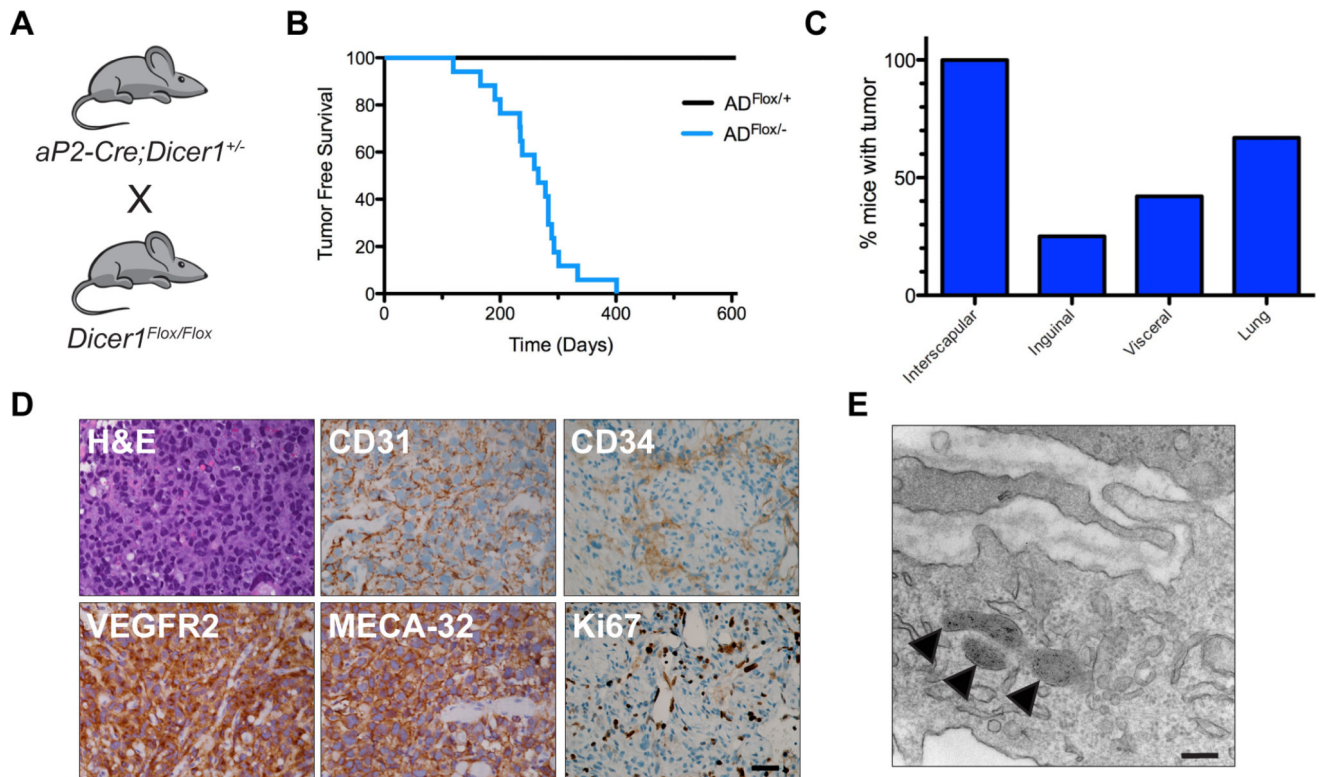 A
aP2-Cre;Dicer1+/-
X
Dicer1Flox/Flox
B
Tumor Free Survival
100
80
60
40
20
0
0 200 400 600
Time (Days)
ADFlox/+
ADFlox/-
C
% mice with tumor
100
50
0
Interscapular
Inguinal
Visceral
Lung
D
H&E
CD31
CD34
VEGFR2
MECA-32
Ki67
E